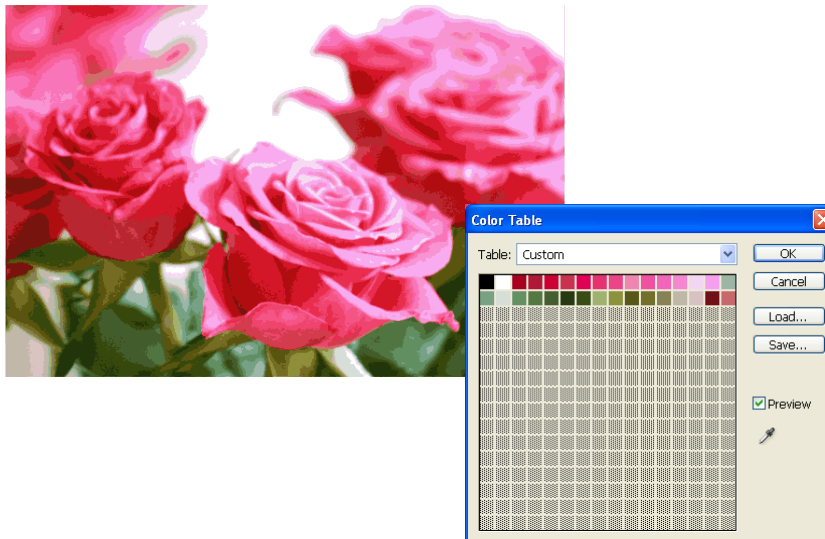 Color Table
Table: Custom
OK
Cancel
Load...
Save...
Preview